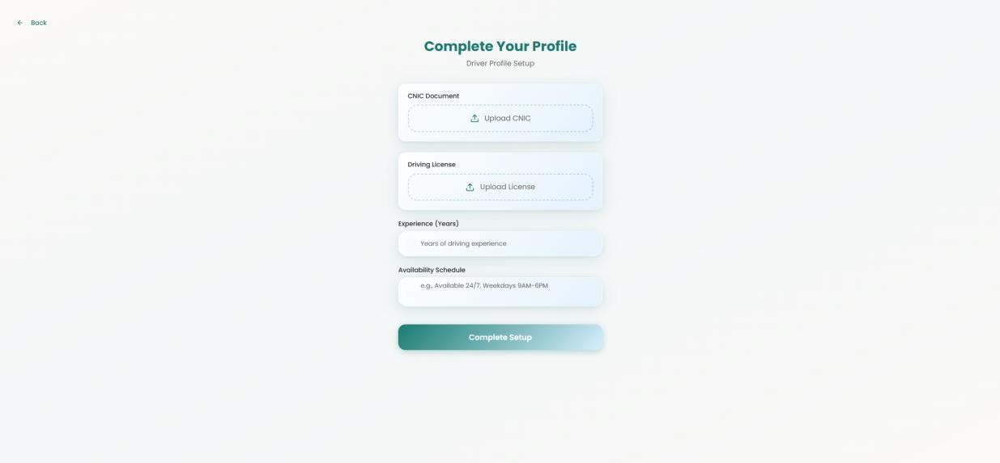 Back
Complete Your Profile
Driver Profile Setup
CNIC Document
Upload CNIC
Driving License
Upload License
Experience (Years)
Years of driving experience
Availability Schedule
e.g., Available 24/7, Weekdays 9AM-6PM
Complete Setup